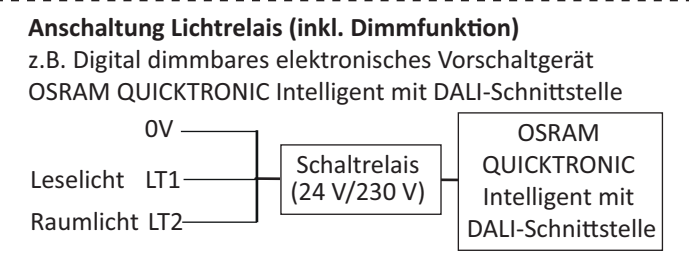 Anschaltung Lichtrelais (inkl. Dimmfunktion)
z.B. Digital dimmbares elektronisches Vorschaltgerät
OSRAM QUICKTRONIC Intelligent mit DALI-Schnittstelle
0V
Leselicht LT1
Raumlicht LT2
Schaltrelais
(24 V/230 V)
OSRAM
QUICKTRONIC
Intelligent mit
DALI-Schnittstelle